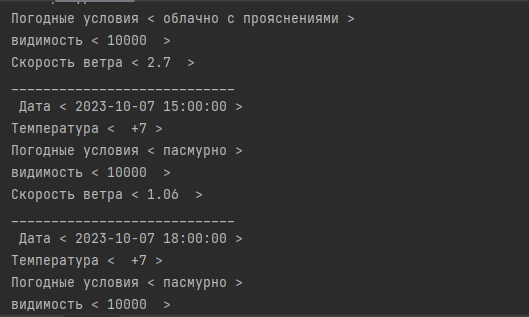 Погодные условия < облачно с прояснениями >
видимость < 10000  >
Скорость ветра < 2.7  >
____________________________
 Дата < 2023-10-07 15:00:00 >
Температура <  +7 >
Погодные условия < пасмурно >
видимость < 10000  >
Скорость ветра < 1.06  >
____________________________
 Дата < 2023-10-07 18:00:00 >
Температура <  +7 >
Погодные условия < пасмурно >
видимость < 10000  >